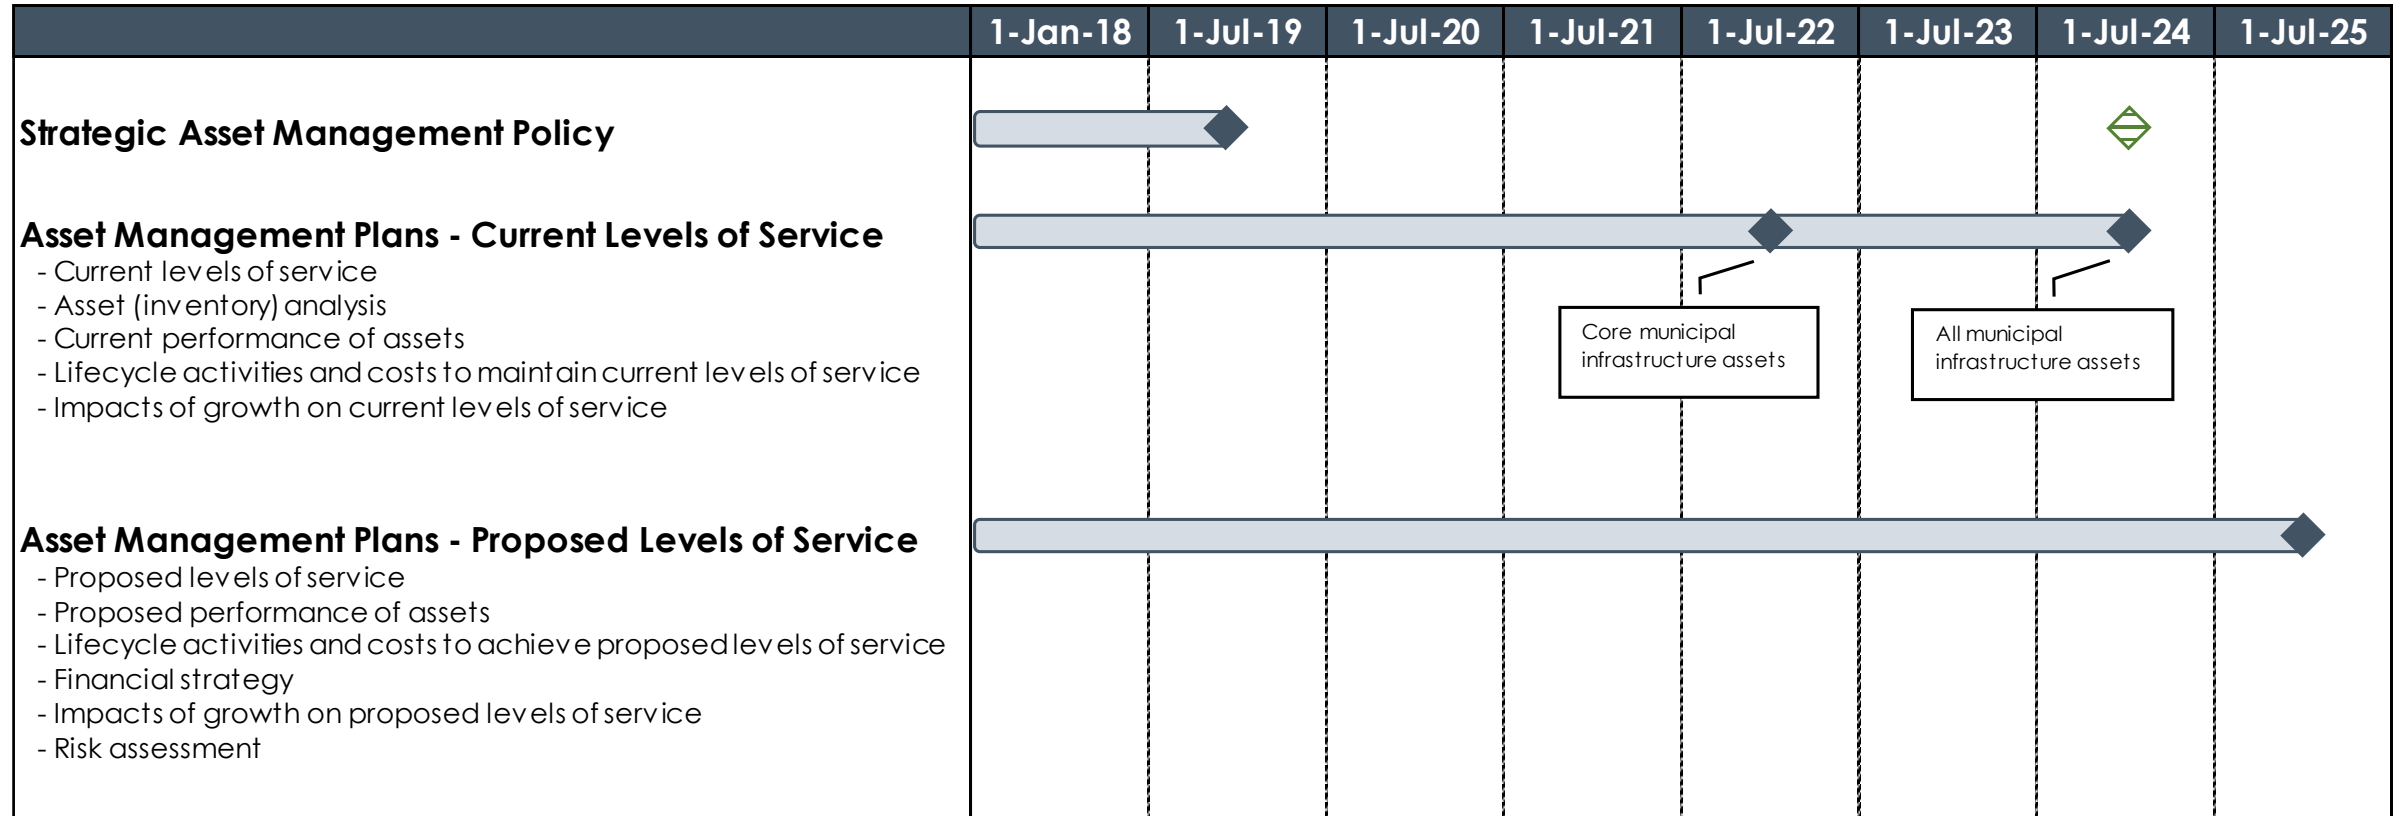 1-Jan-18 1-Jul-19 1-Jul-20 1-Jul-21 1-Jul-22 1-Jul-23 1-Jul-24 1-Jul-25
Strategic Asset Management Policy
Asset Management Plans - Current Levels of Service
- Current levels of service
- Asset (inventory) analysis
- Current performance of assets
- Lifecycle activities and costs to maintain current levels of service
- Impacts of growth on current levels of service
Core municipal
infrastructure assets
All municipal
infrastructure assets
Asset Management Plans - Proposed Levels of Service
- Proposed levels of service
- Proposed performance of assets
- Lifecycle activities and costs to achieve proposed levels of service
- Financial strategy
- Impacts of growth on proposed levels of service
- Risk assessment